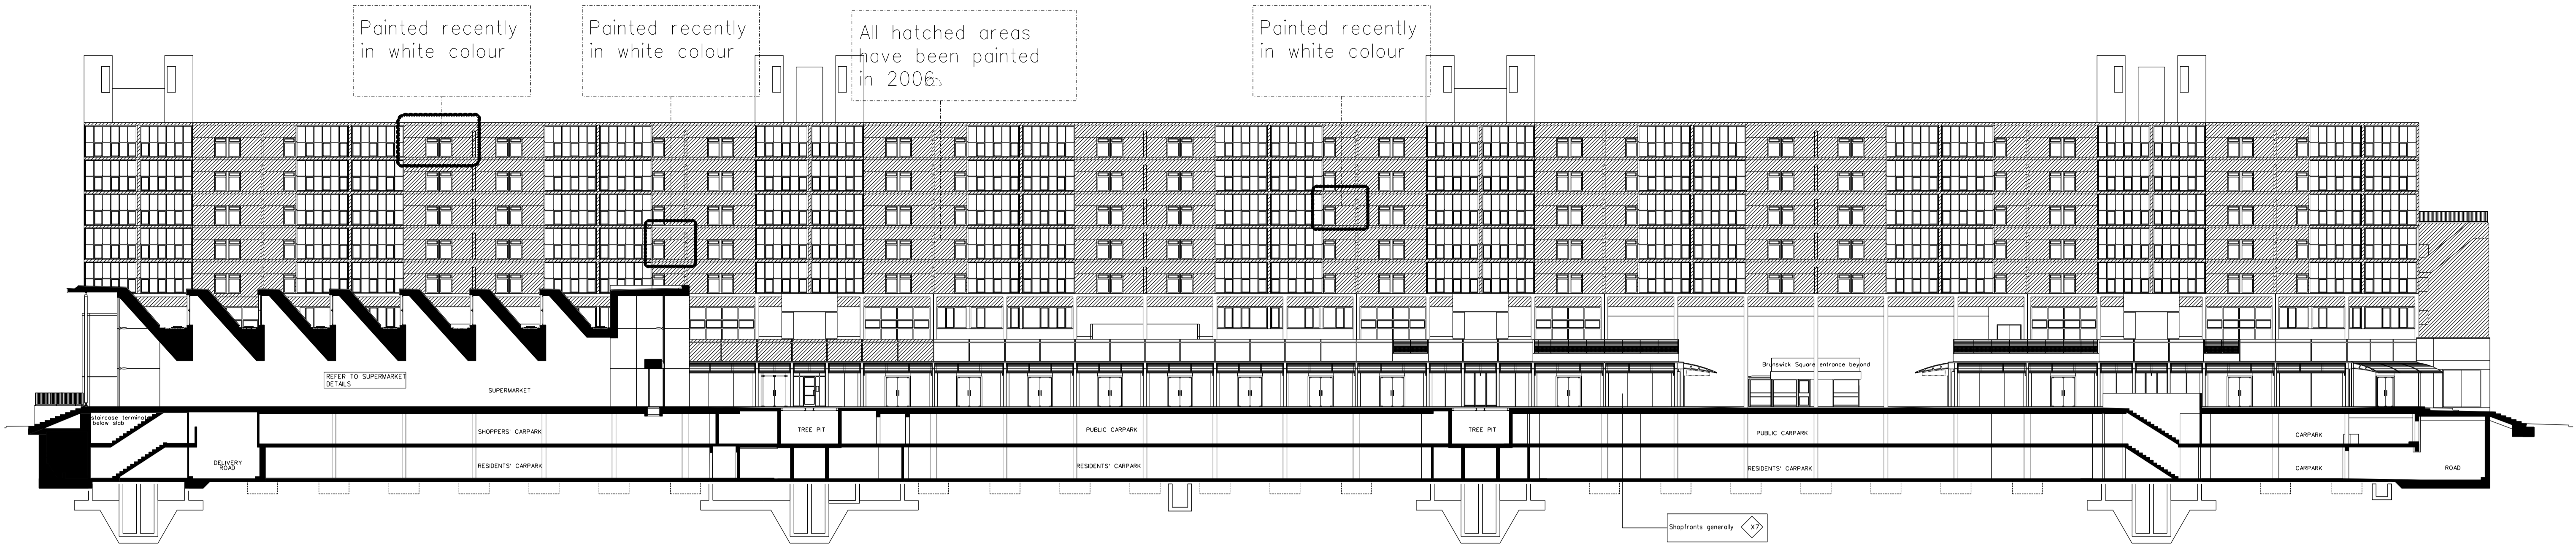 Painted recently
in white colour
Painted recently
in white colour
All hatched areas
have been painted
in 2006
Painted recently
in white colour
Brunswick Square entrance beyond
REFER TO SUPERMARKET
DETAILS
SUPERMARKET
staircase terminate
below slab
SHOPPERS' CARPARK
TREE PIT
PUBLIC CARPARK
TREE PIT
PUBLIC CARPARK
CARPARK
DELIVERY
ROAD
RESIDENTS' CARPARK
RESIDENTS' CARPARK
RESIDENTS' CARPARK
CARPARK
ROAD
Shopfronts generally
X7